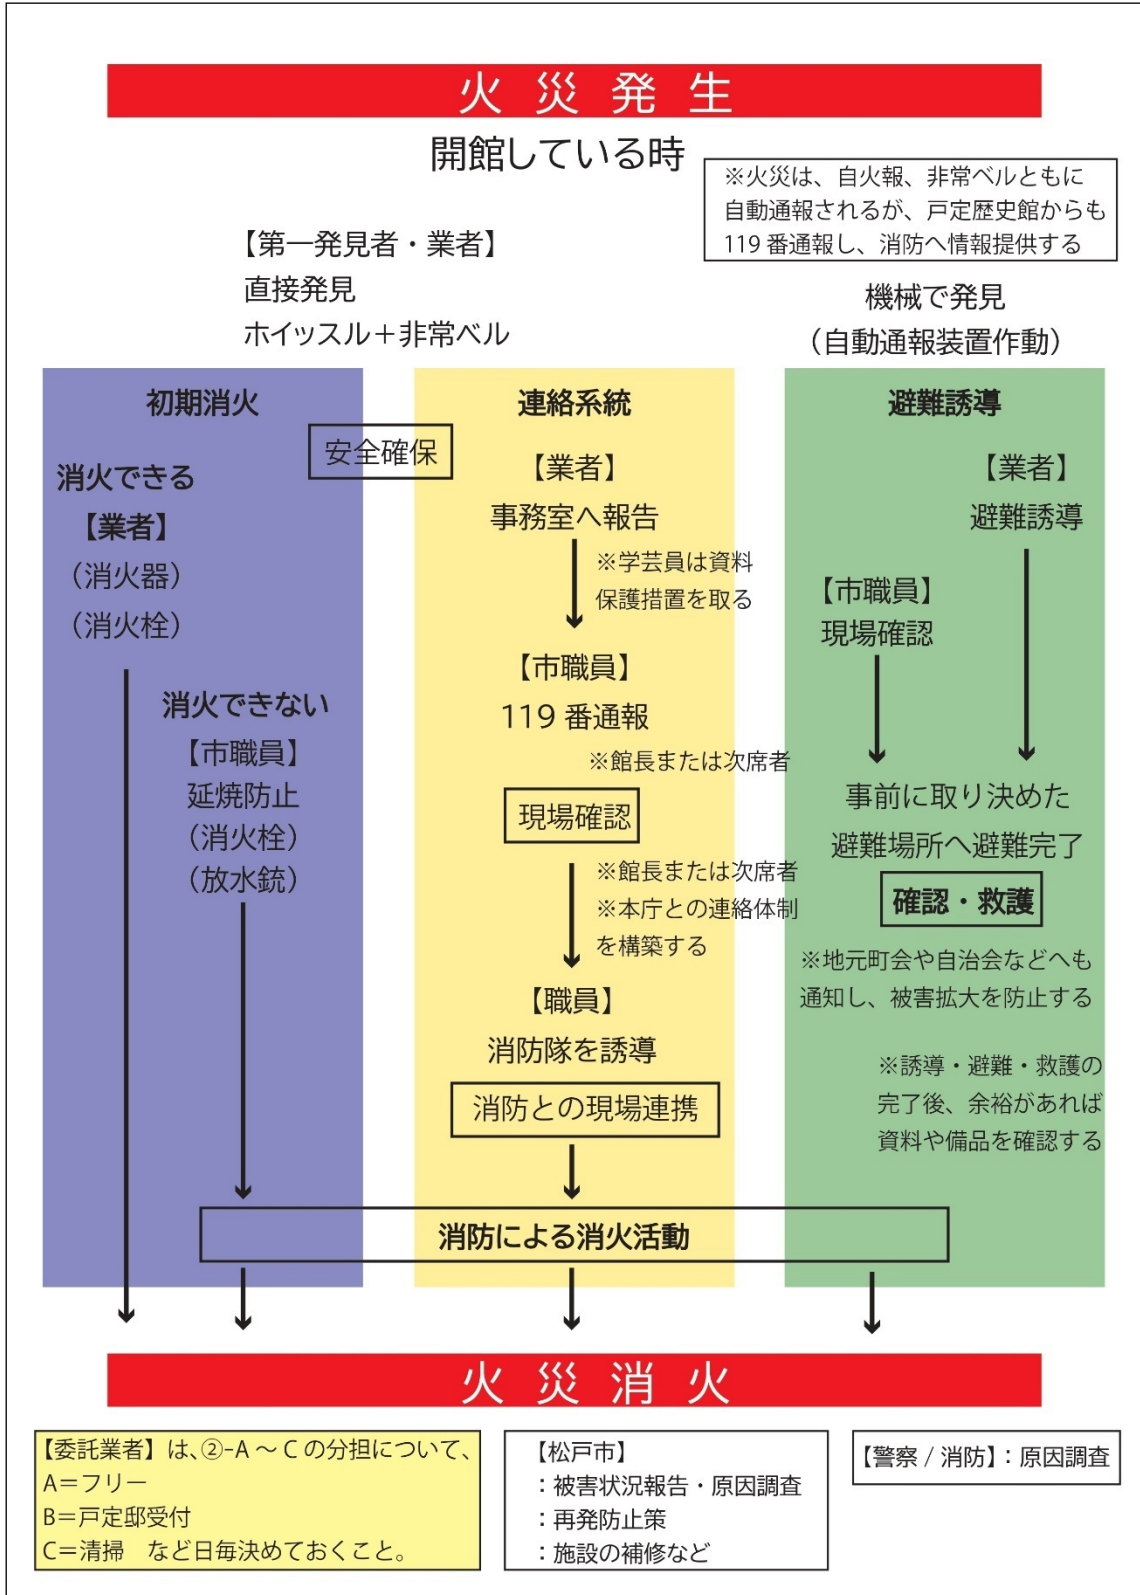 火災発生
開館している時
※火災は、自火報、非常ベルともに
自動通報されるが、戸定歴史館からも
119番通報し、消防へ情報提供する
【第一発見者・業者】
直接発見
ホイッスル＋非常ベル
機械で発見
（自動通報装置作動）
初期消火
安全確保
消火できる
【業者】
（消火器）
（消火栓）
消火できない
【市職員】
延焼防止
（消火栓）
（放水銃）
連絡系統
【業者】
事務室へ報告
※学芸員は資料
保護措置を取る
【市職員】
119番通報
※館長または次席者
現場確認
※館長または次席者
※本庁との連絡体制
を構築する
【職員】
消防隊を誘導
消防との現場連携
避難誘導
【業者】
避難誘導
【市職員】
現場確認
事前に取り決めた
避難場所へ避難完了
確認・救護
※地元町会や自治会などへも
通知し、被害拡大を防止する
※誘導・避難・救護の
完了後、余裕があれば
資料や備品を確認する
消防による消火活動
火災消火
【委託業者】は、②-A～Cの分担について、
A＝フリー
B＝戸定邸受付
C＝清掃　など日毎決めておくこと。
【松戸市】
：被害状況報告・原因調査
：再発防止策
：施設の補修など
【警察 / 消防】：原因調査